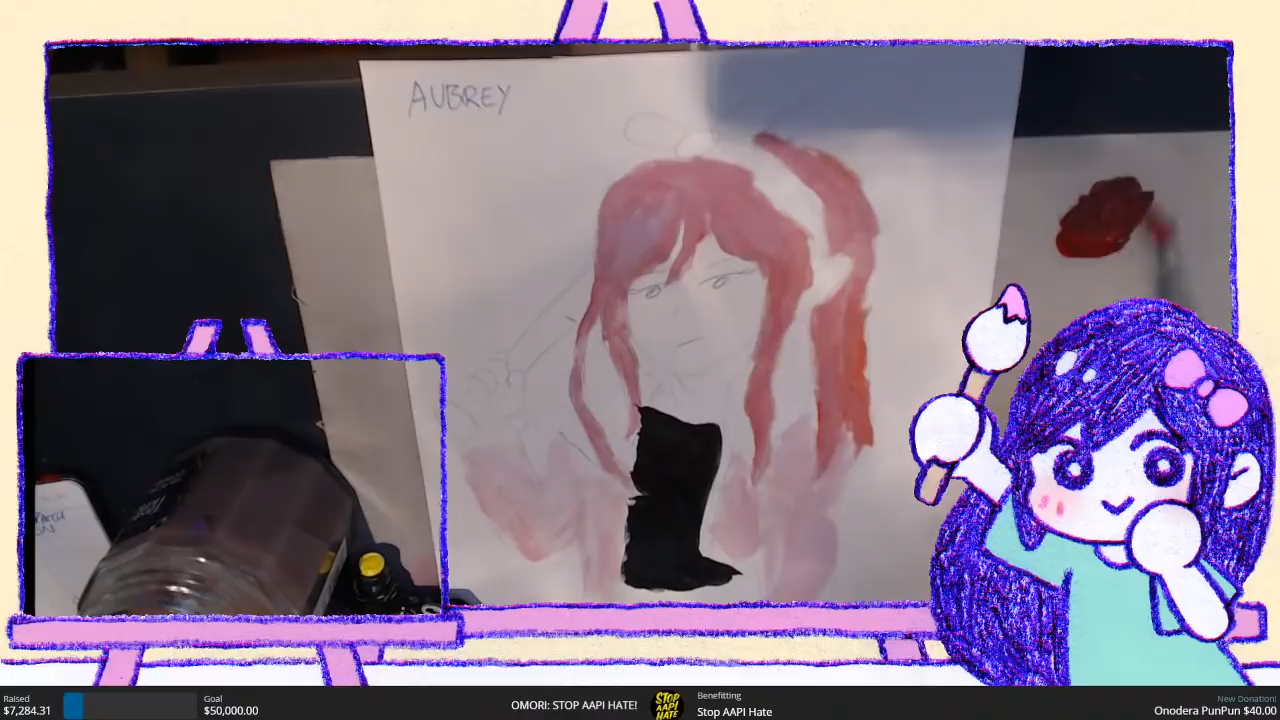 AUBREY
Raised
$7,284.31
Goal
$50,000.00
OMORI: STOP AAPI HATE!
STOP
AAPI
HATE
Benefitting
Stop AAPI Hate
New Donation!
Onodera PunPun $40.00